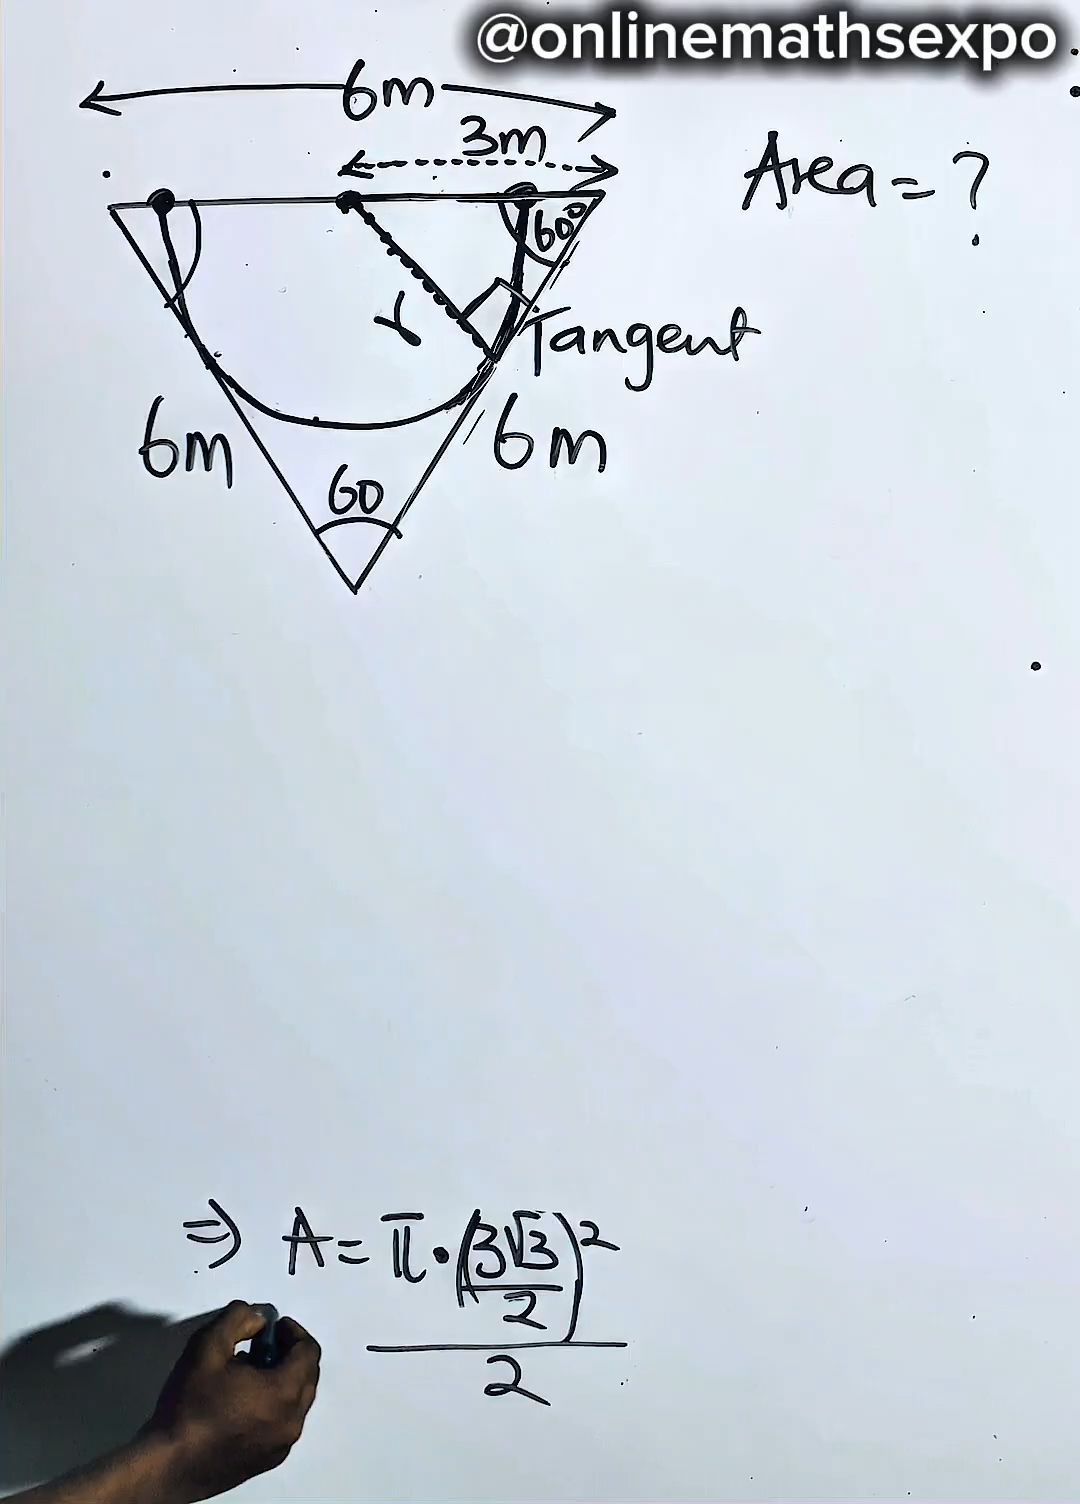 @onlinemathsexpo
6m
3m
Area = ?
60°
r
Tangent
6m
6m
60
⇒ A = π · (3√3/2)²
2